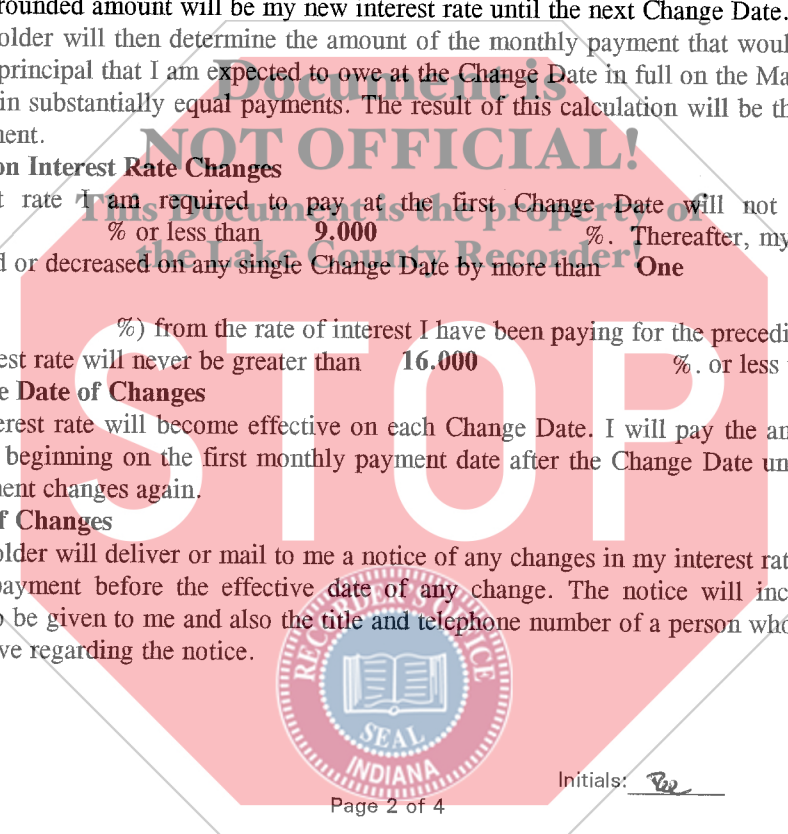 rounded amount will be my new interest rate until the next Change Date.
older will then determine the amount of the monthly payment that woul
principal that I am expected to owe at the Change Date in full on the Ma
in substantially equal payments. The result of this calculation will be th
ent.
Document is
NOT OFFICIAL!
This Document is the property of
the Lake County Recorder!
on Interest Rate Changes
t rate I am required to pay at the first Change Date will not
% or less than 9.000 %. Thereafter, my
d or decreased on any single Change Date by more than One
%) from the rate of interest I have been paying for the precedi
est rate will never be greater than 16.000 %. or less
STOP
e Date of Changes
erest rate will become effective on each Change Date. I will pay the an
beginning on the first monthly payment date after the Change Date un
ent changes again.
f Changes
older will deliver or mail to me a notice of any changes in my interest rat
payment before the effective date of any change. The notice will inc
o be given to me and also the title and telephone number of a person who
ve regarding the notice.
RECORDER'S OFFICE
SEAL
INDIANA
Initials:
Page 2 of 4